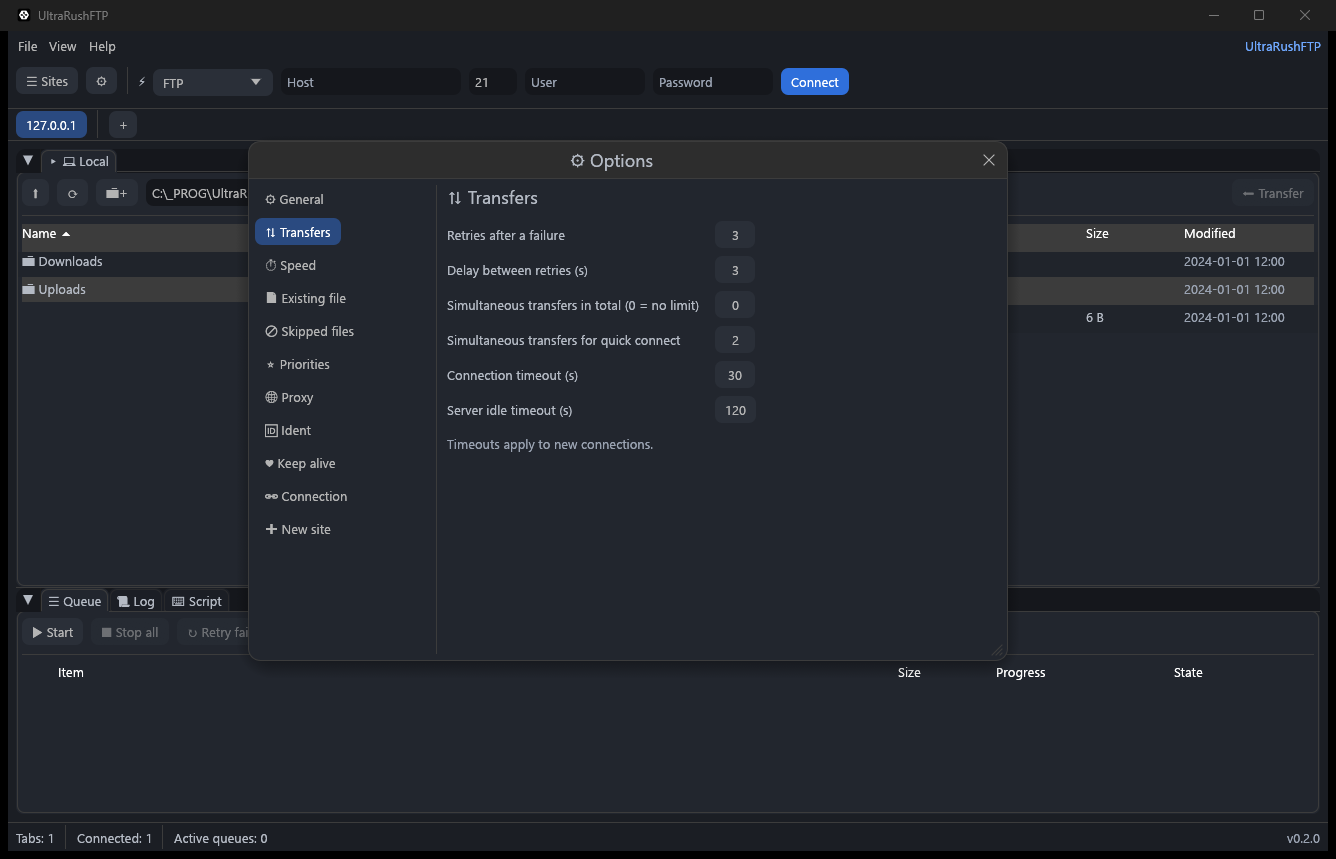 UltraRushFTP
File View Help UltraRushFTP
Sites FTP Host 21 User Password Connect
127.0.0.1 +
Local
C:\_PROG\UltraR Transfer
Name Size Modified
Downloads 2024-01-01 12:00
Uploads 2024-01-01 12:00
6 B 2024-01-01 12:00
Options
General
Transfers
Speed
Existing file
Skipped files
Priorities
Proxy
Ident
Keep alive
Connection
New site
Transfers
Retries after a failure 3
Delay between retries (s) 3
Simultaneous transfers in total (0 = no limit) 0
Simultaneous transfers for quick connect 2
Connection timeout (s) 30
Server idle timeout (s) 120
Timeouts apply to new connections.
Queue Log Script
Start Stop all Retry fai
Item Size Progress State
Tabs: 1 Connected: 1 Active queues: 0 v0.2.0